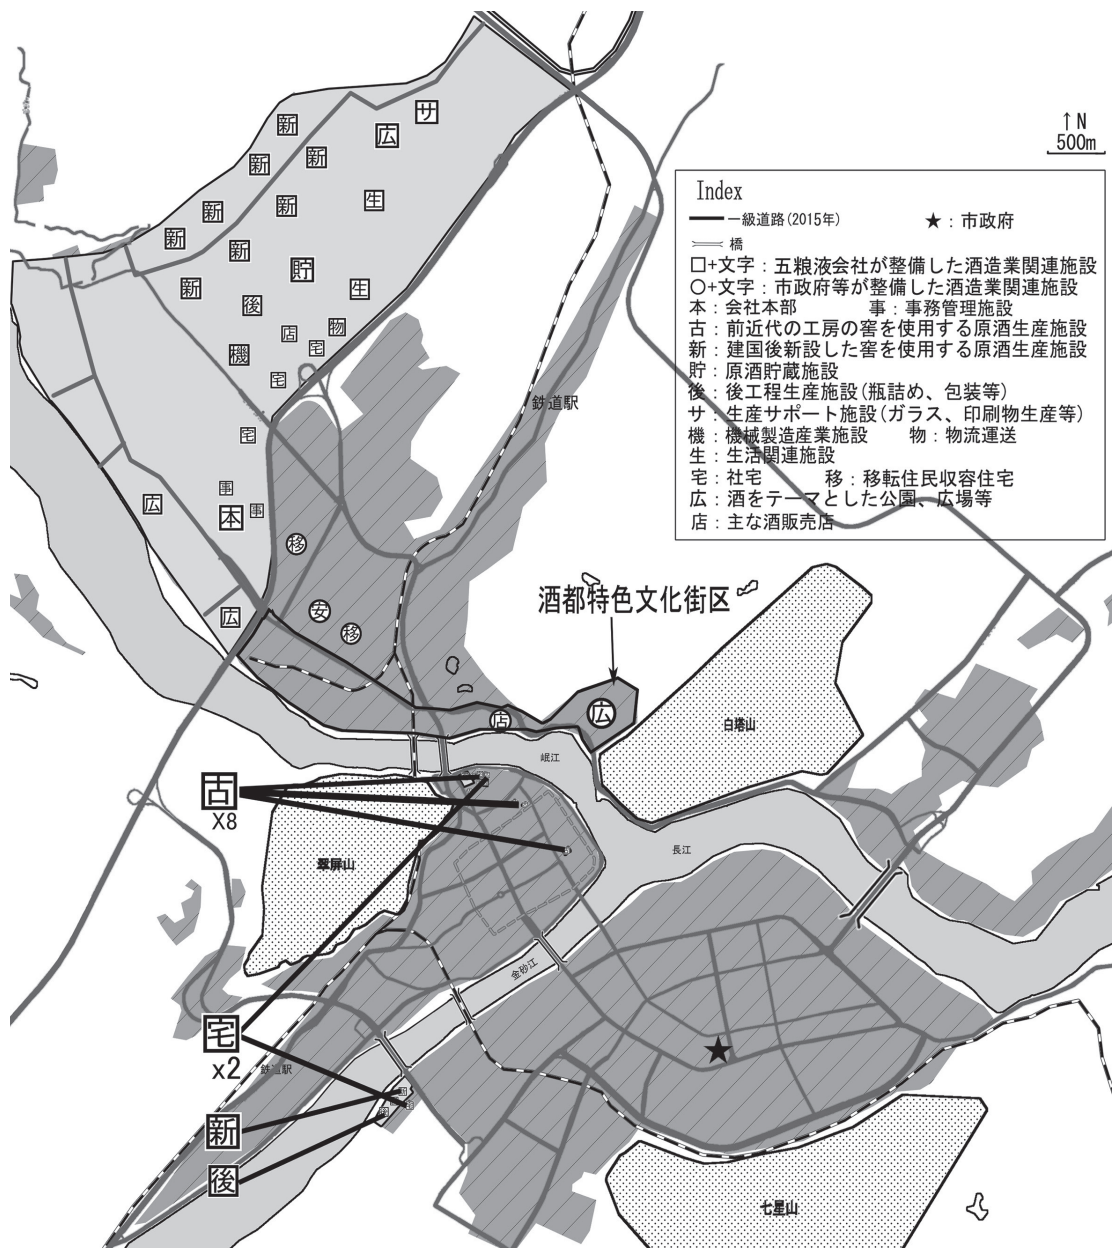 ↑N
500m
Index
一級道路(2015年)
★：市政府
橋
□+文字：五粮液会社が整備した酒造業関連施設
○+文字：市政府等が整備した酒造業関連施設
本：会社本部 事：事務管理施設
古：前近代の工房の窖を使用する原酒生産施設
新：建国後新設した窖を使用する原酒生産施設
貯：原酒貯蔵施設
後：後工程生産施設(瓶詰め、包装等)
サ：生産サポート施設(ガラス、印刷物生産等)
機：機械製造産業施設 物：物流運送
生：生活関連施設
宅：社宅 移：移転住民収容住宅
広：酒をテーマとした公園、広場等
店：主な酒販売店
サ
広
新
新
新
生
新
新
新
新
貯
新
生
後
物
店
宅
機
宅
鉄道駅
宅
事
広
本
事
移
酒都特色文化街区
安
広
移
広
店
白塔山
岷江
古
X8
長江
翠屏山
金砂江
宅
x2
鉄道駅
新
後
七星山